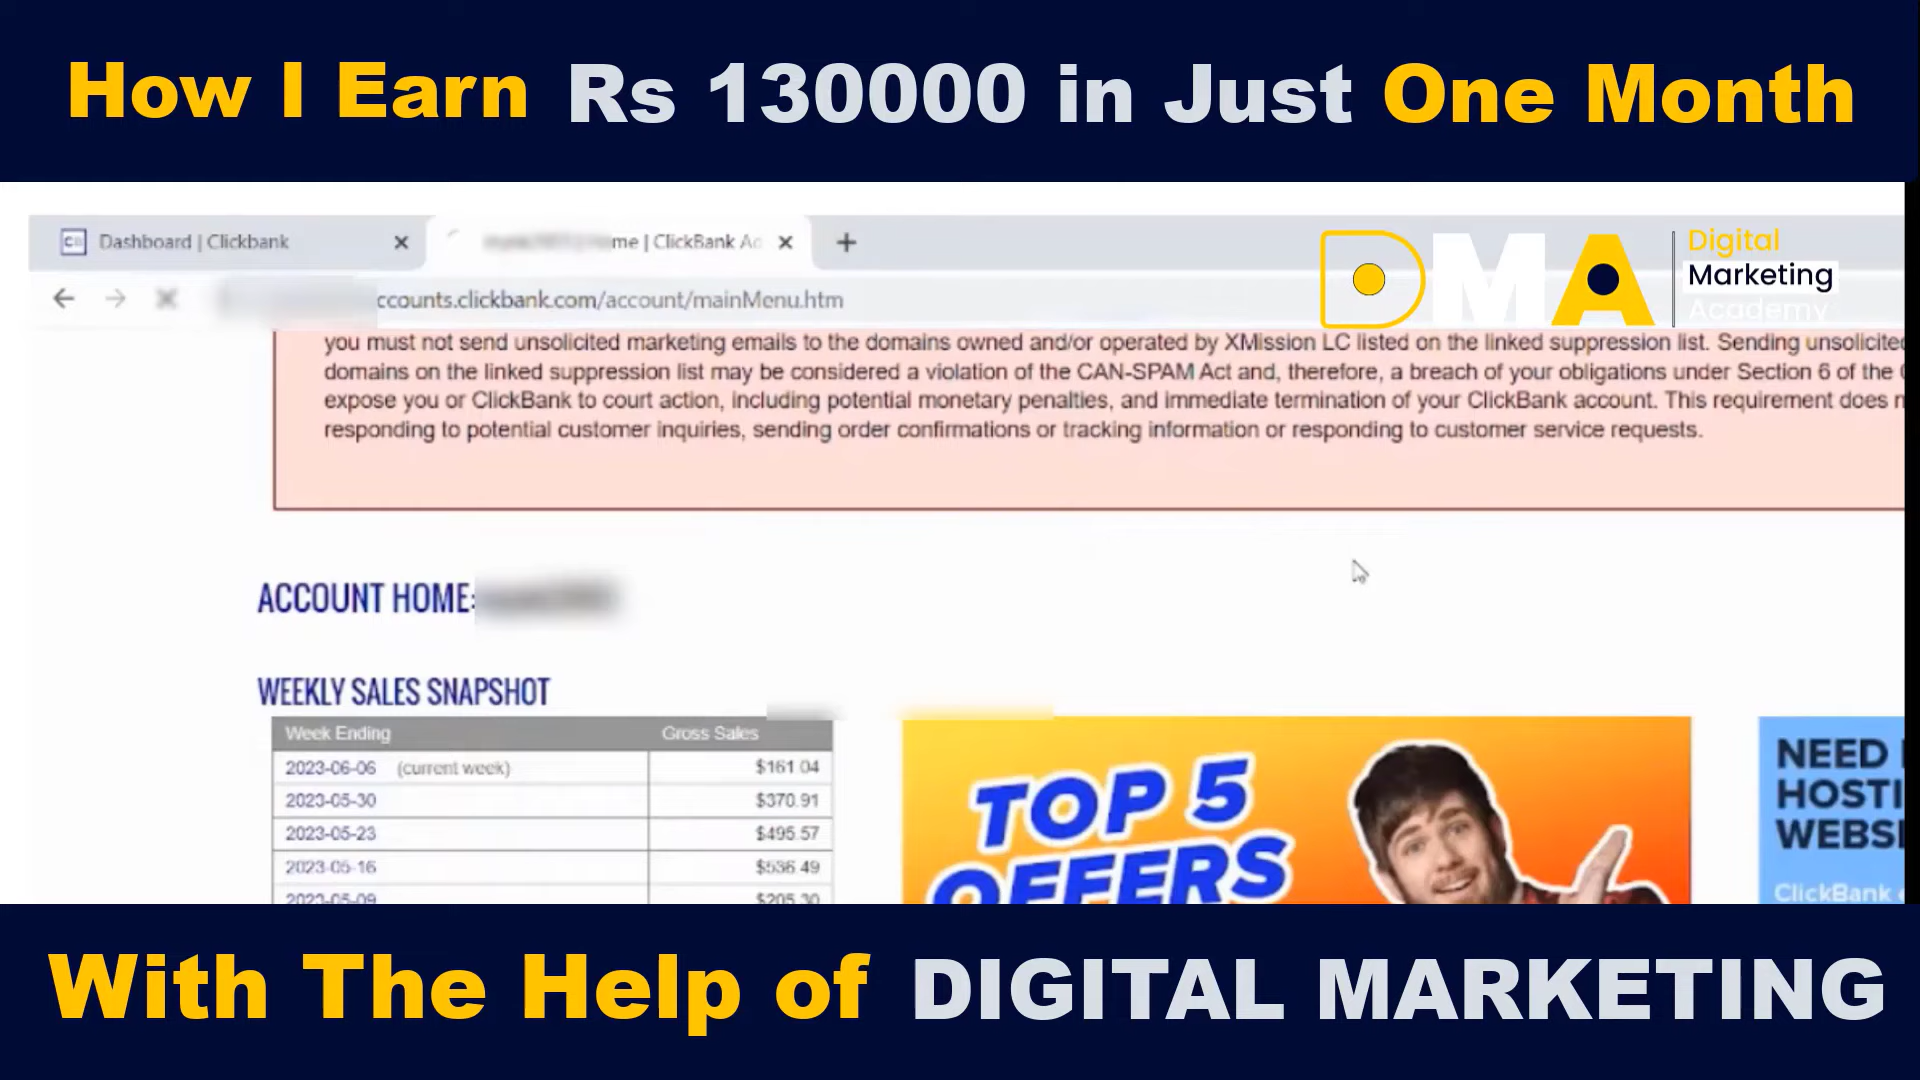 How I Earn Rs 130000 in Just One Month
Dashboard | Clickbank
me | ClickBank Ac
ccounts.clickbank.com/account/mainMenu.htm
DMA
Digital
Marketing
Academy
you must not send unsolicited marketing emails to the domains owned and/or operated by XMission LC listed on the linked suppression list. Sending unsolicited
domains on the linked suppression list may be considered a violation of the CAN-SPAM Act and, therefore, a breach of your obligations under Section 6 of the
expose you or ClickBank to court action, including potential monetary penalties, and immediate termination of your ClickBank account. This requirement does
responding to potential customer inquiries, sending order confirmations or tracking information or responding to customer service requests.
ACCOUNT HOME:
WEEKLY SALES SNAPSHOT
Week Ending Gross Sales
2023-06-06 (current week) $161.04
2023-05-30 $370.91
2023-05-23 $495.57
2023-05-16 $536.49
2023-05-09 $205.30
TOP 5
OFFERS
NEED
HOSTI
WEBSI
ClickBank
With The Help of DIGITAL MARKETING